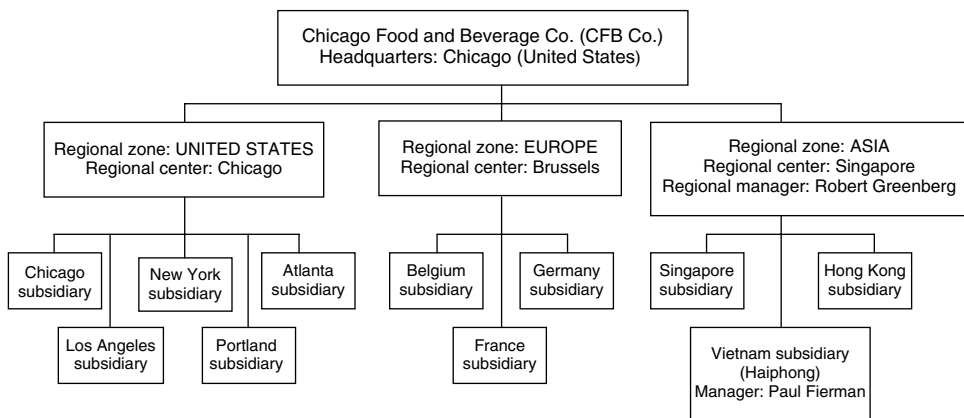 Chicago Food and Beverage Co. (CFB Co.)
Headquarters: Chicago (United States)
Regional zone: UNITED STATES
Regional center: Chicago
Regional zone: EUROPE
Regional center: Brussels
Regional zone: ASIA
Regional center: Singapore
Regional manager: Robert Greenberg
Chicago
subsidiary
New York
subsidiary
Atlanta
subsidiary
Los Angeles
subsidiary
Portland
subsidiary
Belgium
subsidiary
Germany
subsidiary
France
subsidiary
Singapore
subsidiary
Hong Kong
subsidiary
Vietnam subsidiary
(Haiphong)
Manager: Paul Fierman